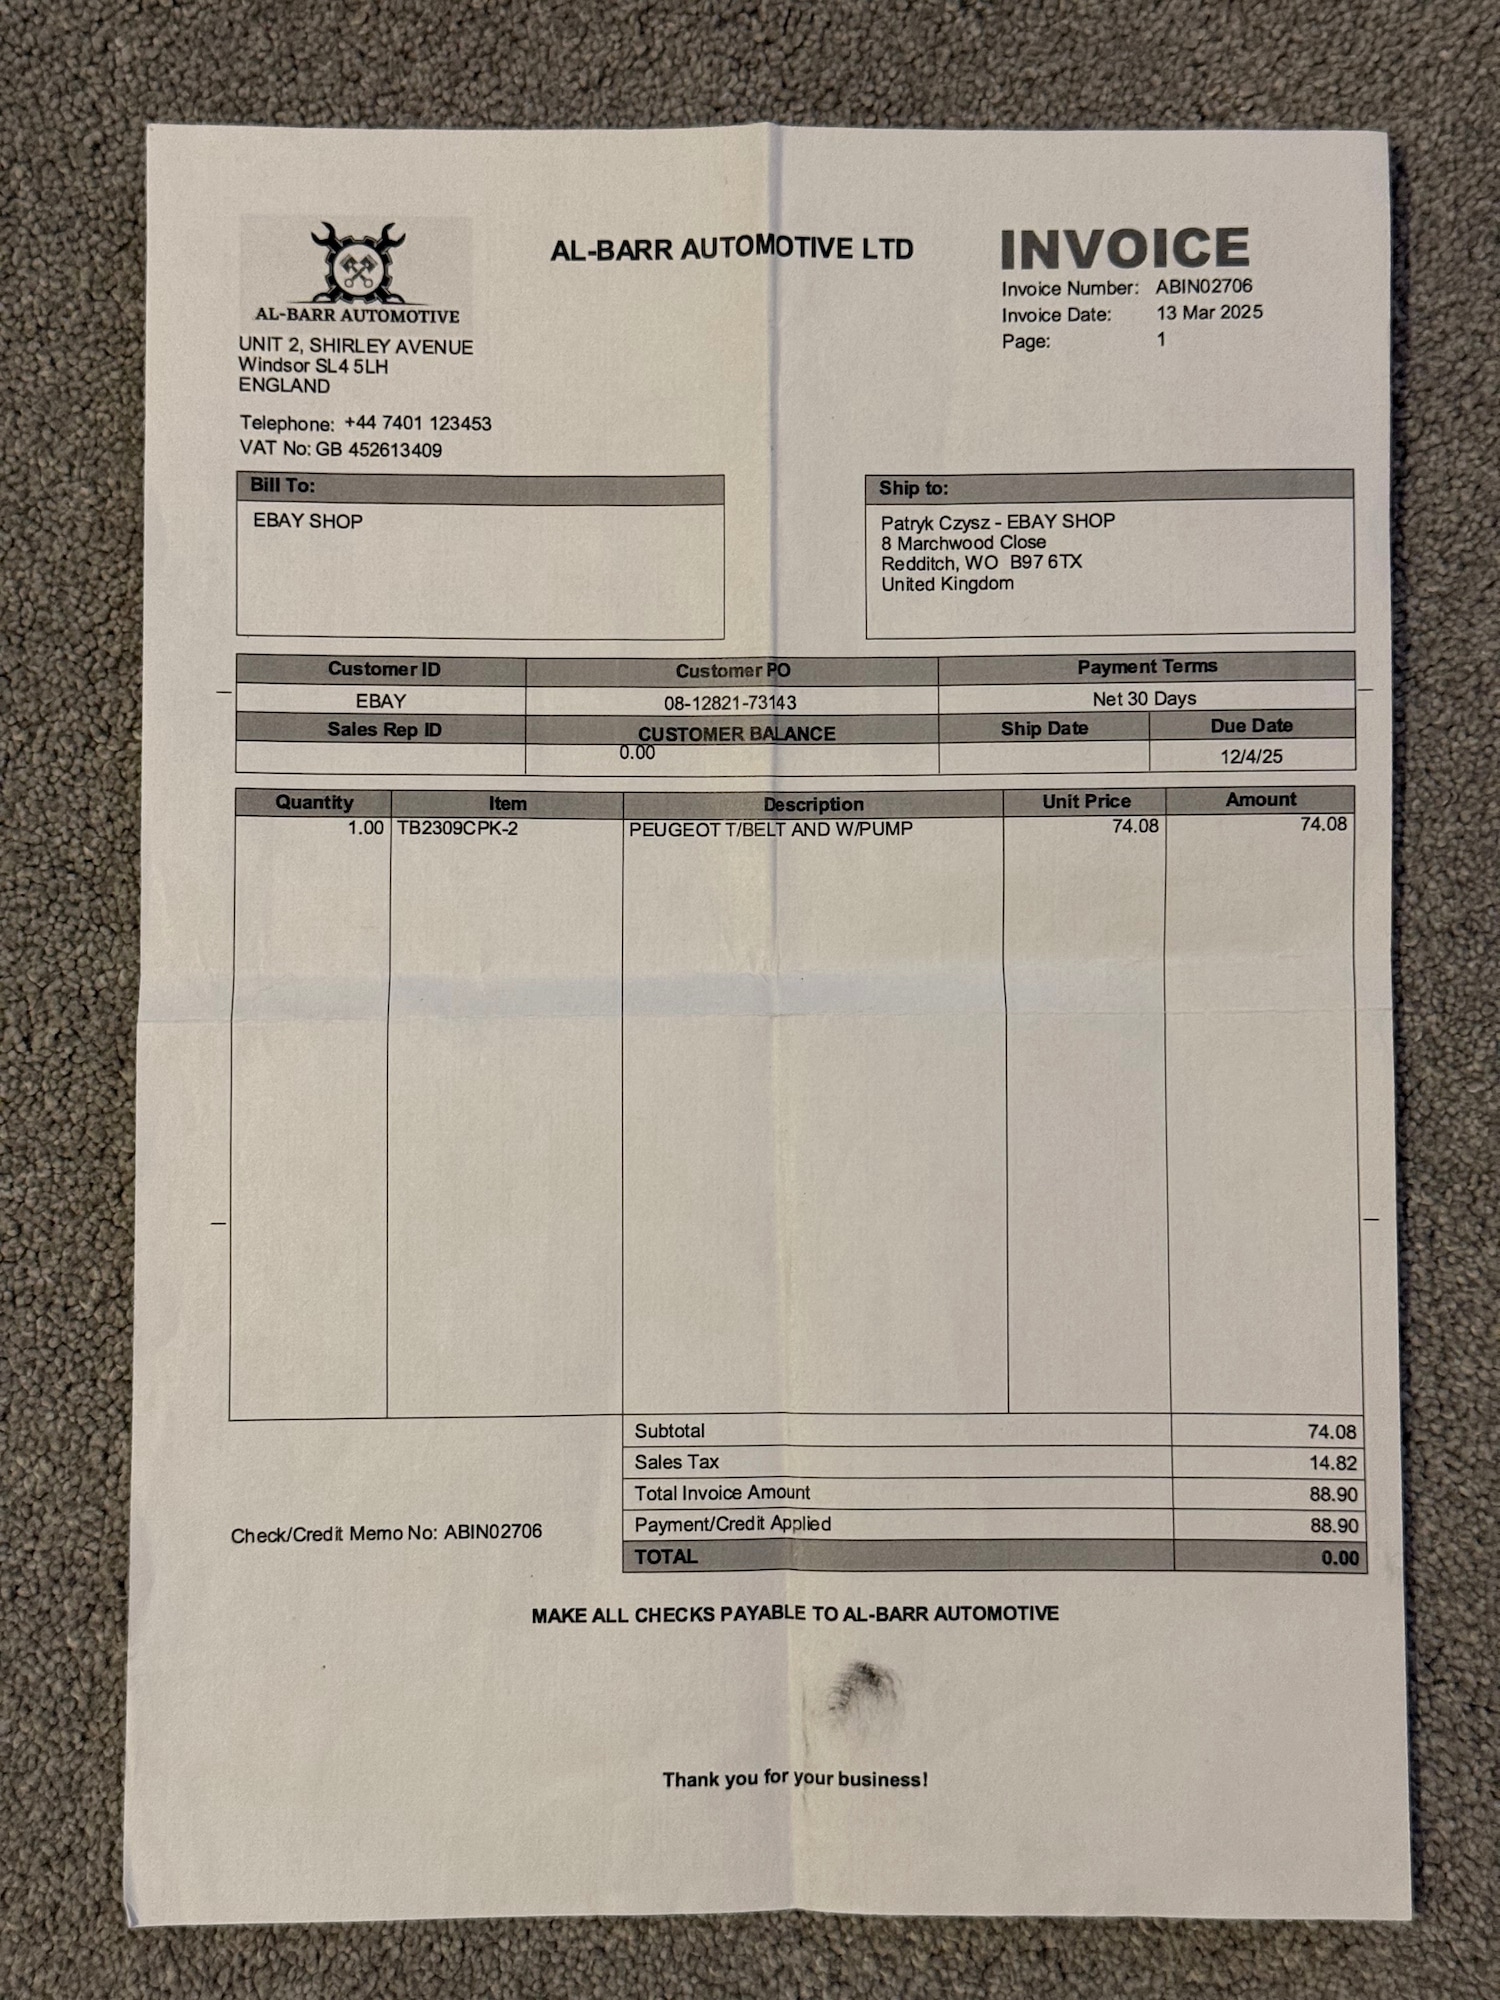 AL-BARR AUTOMOTIVE
AL-BARR AUTOMOTIVE LTD
INVOICE
Invoice Number: ABIN02706
Invoice Date: 13 Mar 2025
Page: 1
UNIT 2, SHIRLEY AVENUE
Windsor SL4 5LH
ENGLAND
Telephone: +44 7401 123453
VAT No: GB 452613409
Bill To:
EBAY SHOP
Ship to:
Patryk Czysz - EBAY SHOP
8 Marchwood Close
Redditch, WO B97 6TX
United Kingdom
Customer ID Customer PO Payment Terms
EBAY 08-12821-73143 Net 30 Days
Sales Rep ID CUSTOMER BALANCE Ship Date Due Date
0.00 12/4/25
Quantity Item Description Unit Price Amount
1.00 TB2309CPK-2 PEUGEOT T/BELT AND W/PUMP 74.08 74.08
Subtotal 74.08
Sales Tax 14.82
Total Invoice Amount 88.90
Check/Credit Memo No: ABIN02706
Payment/Credit Applied 88.90
TOTAL 0.00
MAKE ALL CHECKS PAYABLE TO AL-BARR AUTOMOTIVE
Thank you for your business!